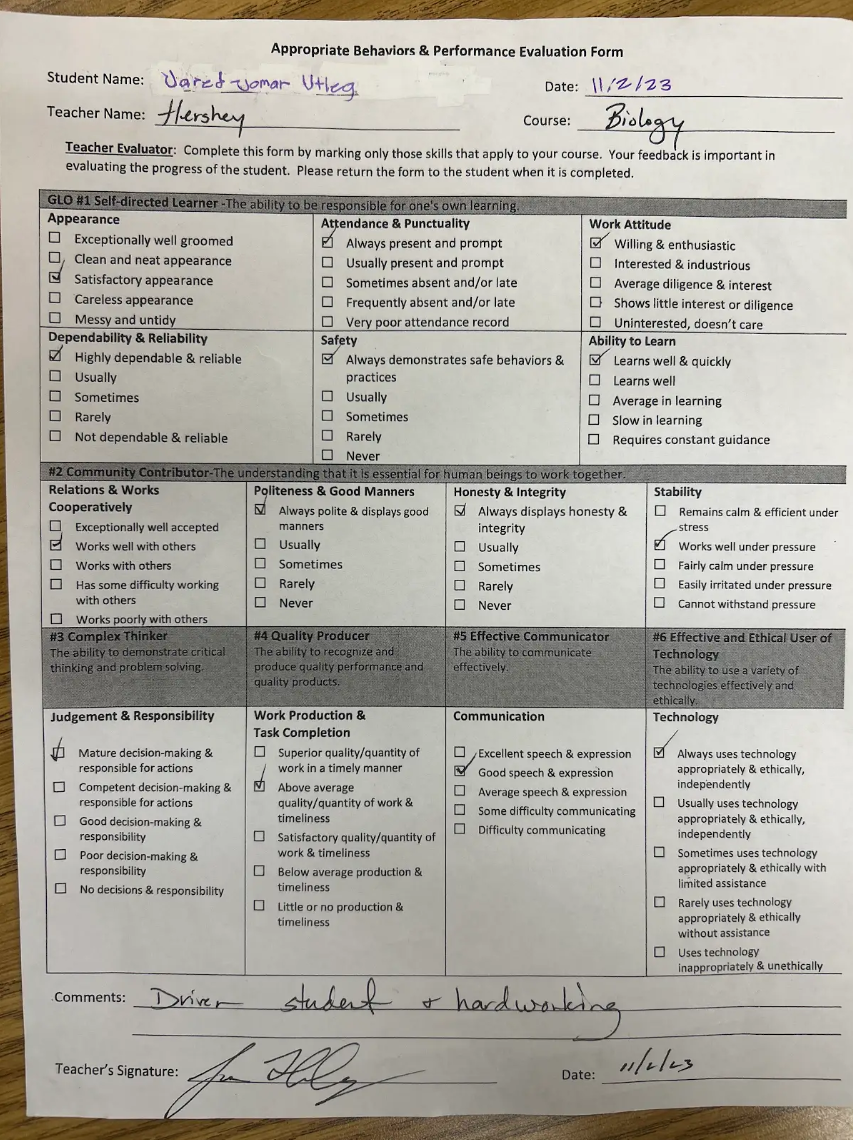 Appropriate Behaviors & Performance Evaluation Form
Student Name: Jared Jomar Utleg Date: 11/2/23
Teacher Name: Hershey Course: Biology
Teacher Evaluator: Complete this form by marking only those skills that apply to your course. Your feedback is important in
evaluating the progress of the student. Please return the form to the student when it is completed.
GLO #1 Self-directed Learner -The ability to be responsible for one's own learning.
Appearance
☐ Exceptionally well groomed
☐ Clean and neat appearance
☑ Satisfactory appearance
☐ Careless appearance
☐ Messy and untidy
Attendance & Punctuality
☑ Always present and prompt
☐ Usually present and prompt
☐ Sometimes absent and/or late
☐ Frequently absent and/or late
☐ Very poor attendance record
Work Attitude
☑ Willing & enthusiastic
☐ Interested & industrious
☐ Average diligence & interest
☐ Shows little interest or diligence
☐ Uninterested, doesn't care
Dependability & Reliability
☑ Highly dependable & reliable
☐ Usually
☐ Sometimes
☐ Rarely
☐ Not dependable & reliable
Safety
☑ Always demonstrates safe behaviors &
practices
☐ Usually
☐ Sometimes
☐ Rarely
☐ Never
Ability to Learn
☑ Learns well & quickly
☐ Learns well
☐ Average in learning
☐ Slow in learning
☐ Requires constant guidance
#2 Community Contributor-The understanding that it is essential for human beings to work together.
Relations & Works
Cooperatively
☐ Exceptionally well accepted
☑ Works well with others
☐ Works with others
☐ Has some difficulty working
with others
☐ Works poorly with others
Politeness & Good Manners
☑ Always polite & displays good
manners
☐ Usually
☐ Sometimes
☐ Rarely
☐ Never
Honesty & Integrity
☑ Always displays honesty &
integrity
☐ Usually
☐ Sometimes
☐ Rarely
☐ Never
Stability
☐ Remains calm & efficient under
stress
☑ Works well under pressure
☐ Fairly calm under pressure
☐ Easily irritated under pressure
☐ Cannot withstand pressure
#3 Complex Thinker
The ability to demonstrate critical
thinking and problem solving.
#4 Quality Producer
The ability to recognize and
produce quality performance and
quality products.
#5 Effective Communicator
The ability to communicate
effectively.
#6 Effective and Ethical User of
Technology
The ability to use a variety of
technologies effectively and
ethically.
Judgement & Responsibility
☑ Mature decision-making &
responsible for actions
☐ Competent decision-making &
responsible for actions
☐ Good decision-making &
responsibility
☐ Poor decision-making &
responsibility
☐ No decisions & responsibility
Work Production &
Task Completion
☐ Superior quality/quantity of
work in a timely manner
☑ Above average
quality/quantity of work &
timeliness
☐ Satisfactory quality/quantity of
work & timeliness
☐ Below average production &
timeliness
☐ Little or no production &
timeliness
Communication
☐ Excellent speech & expression
☑ Good speech & expression
☐ Average speech & expression
☐ Some difficulty communicating
☐ Difficulty communicating
Technology
☑ Always uses technology
appropriately & ethically,
independently
☐ Usually uses technology
appropriately & ethically,
independently
☐ Sometimes uses technology
appropriately & ethically with
limited assistance
☐ Rarely uses technology
appropriately & ethically
without assistance
☐ Uses technology
inappropriately & unethically
Comments: Driven student & hardworking
Teacher's Signature: Date: 11/2/23